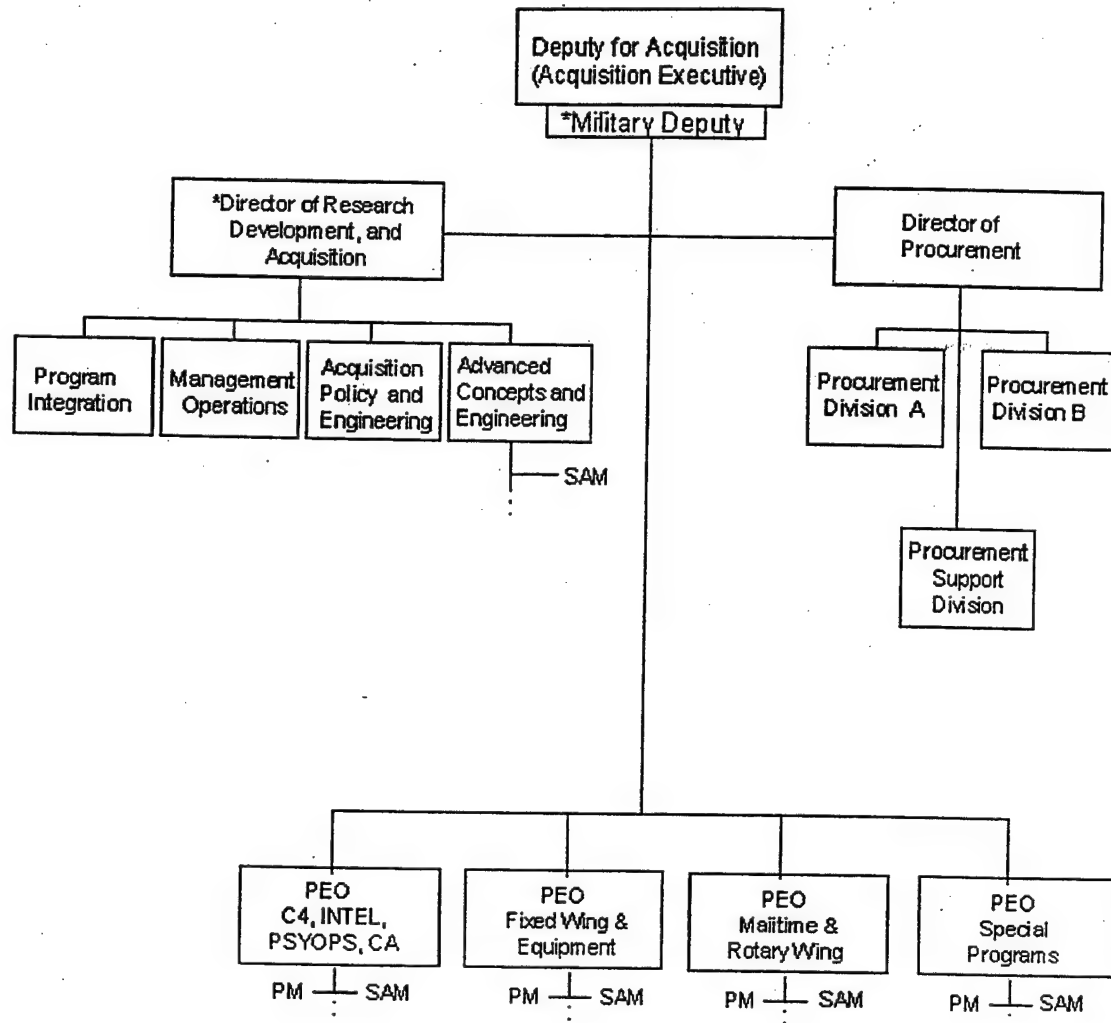 Deputy for Acquisition
(Acquisition Executive)
*Military Deputy
*Director of Research
Development, and
Acquisition
Director of
Procurement
Program
Integration
Management
Operations
Acquisition
Policy and
Engineering
Advanced
Concepts and
Engineering
SAM
Procurement
Division A
Procurement
Division B
Procurement
Support
Division
PEO
C4, INTEL,
PSYOPS, CA
PM
SAM
PEO
Fixed Wing &
Equipment
PM
SAM
PEO
Maiitime &
Rotary Wing
PM
SAM
PEO
Special
Programs
PM
SAM